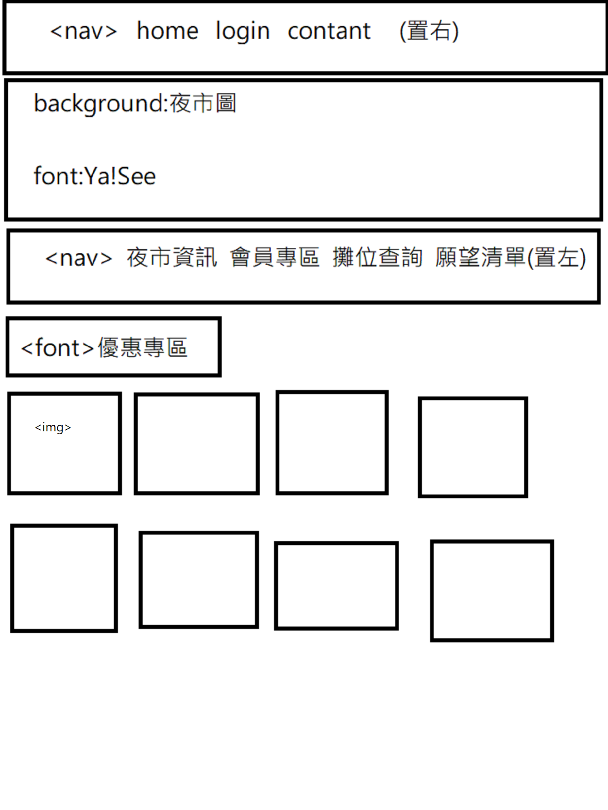 <nav> home login contant (置右)
background:夜市圖
font:Ya!See
<nav> 夜市資訊 會員專區 攤位查詢 願望清單(置左)
<font>優惠專區
<img>